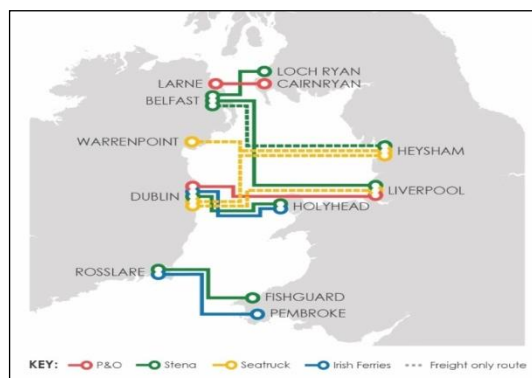 LOCH RYAN
LARNE CAIRNRYAN
BELFAST
WARRENPOINT
HEYSHAM
LIVERPOOL
DUBLIN HOLYHEAD
ROSSLARE
FISHGUARD
PEMBROKE
KEY: P&O Stena Seatruck Irish Ferries Freight only route